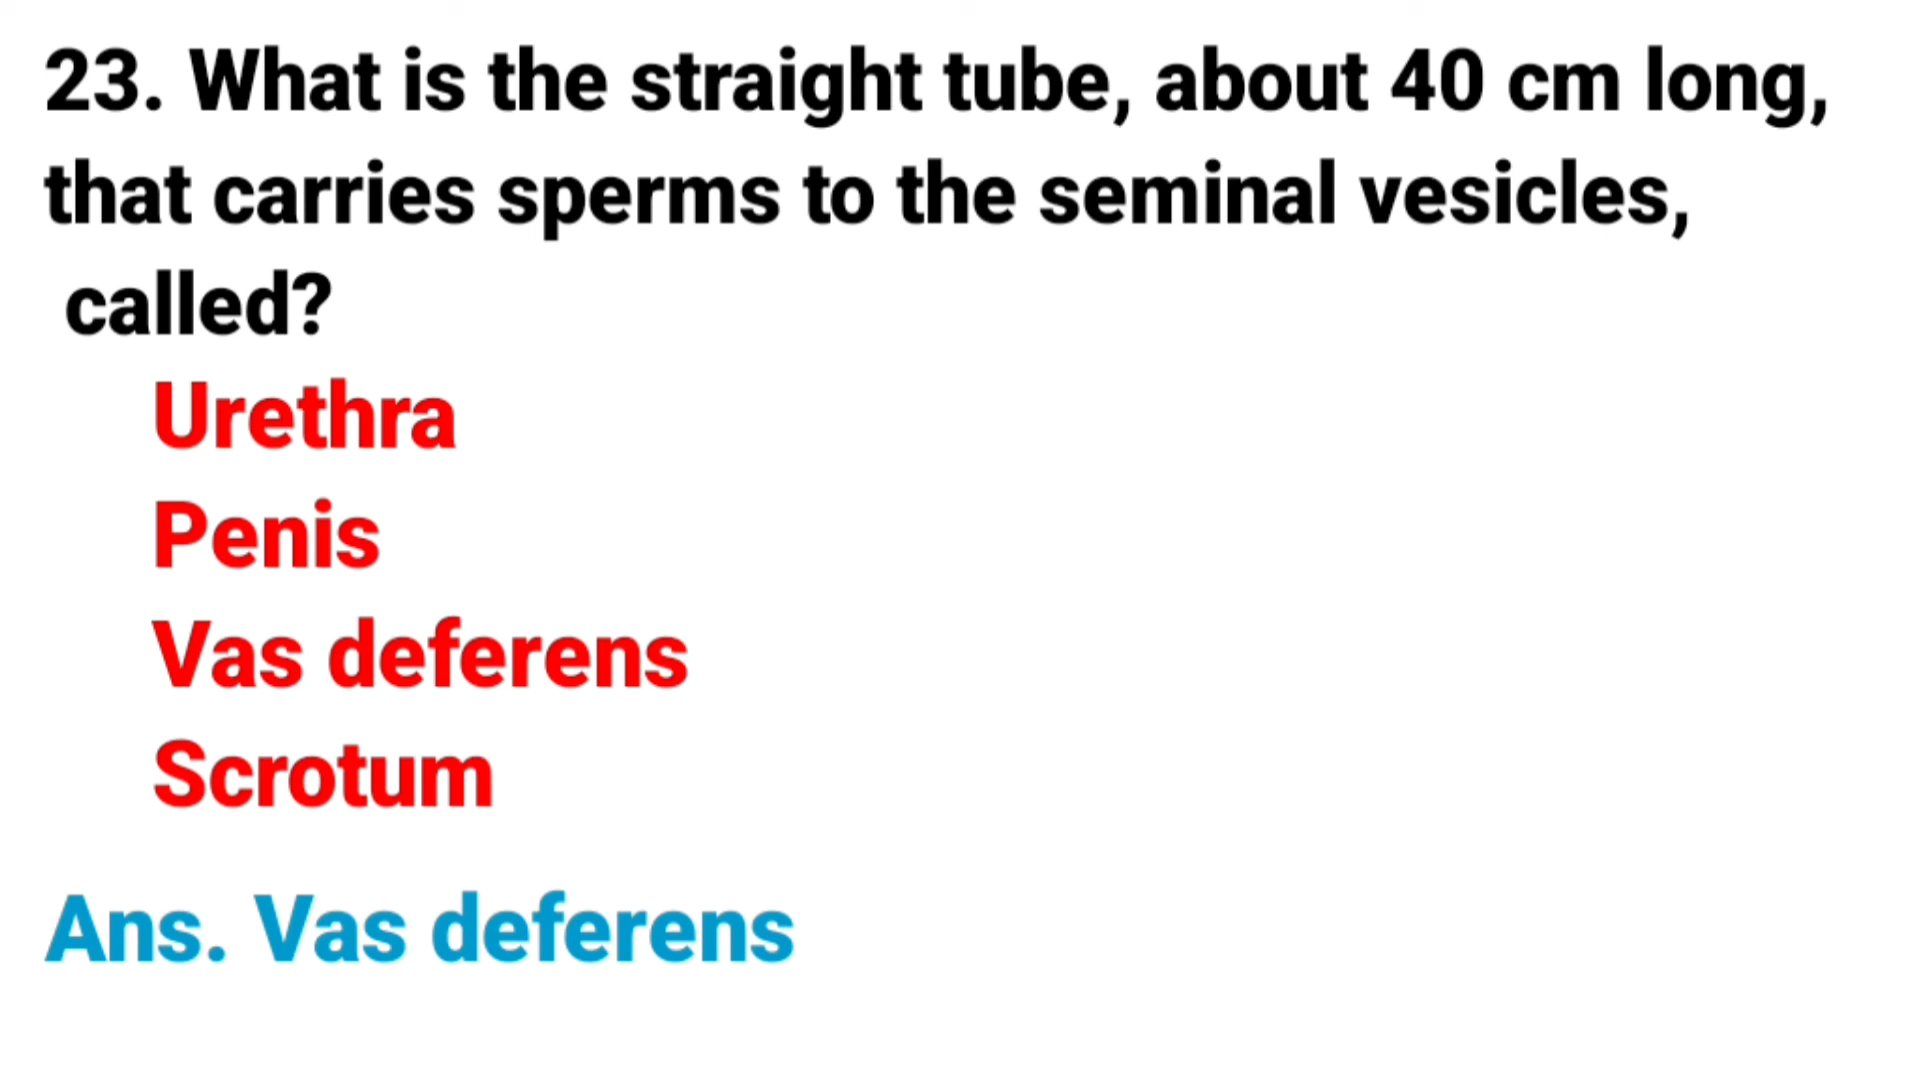 23. What is the straight tube, about 40 cm long,
that carries sperms to the seminal vesicles,
called?
Urethra
Penis
Vas deferens
Scrotum
Ans. Vas deferens